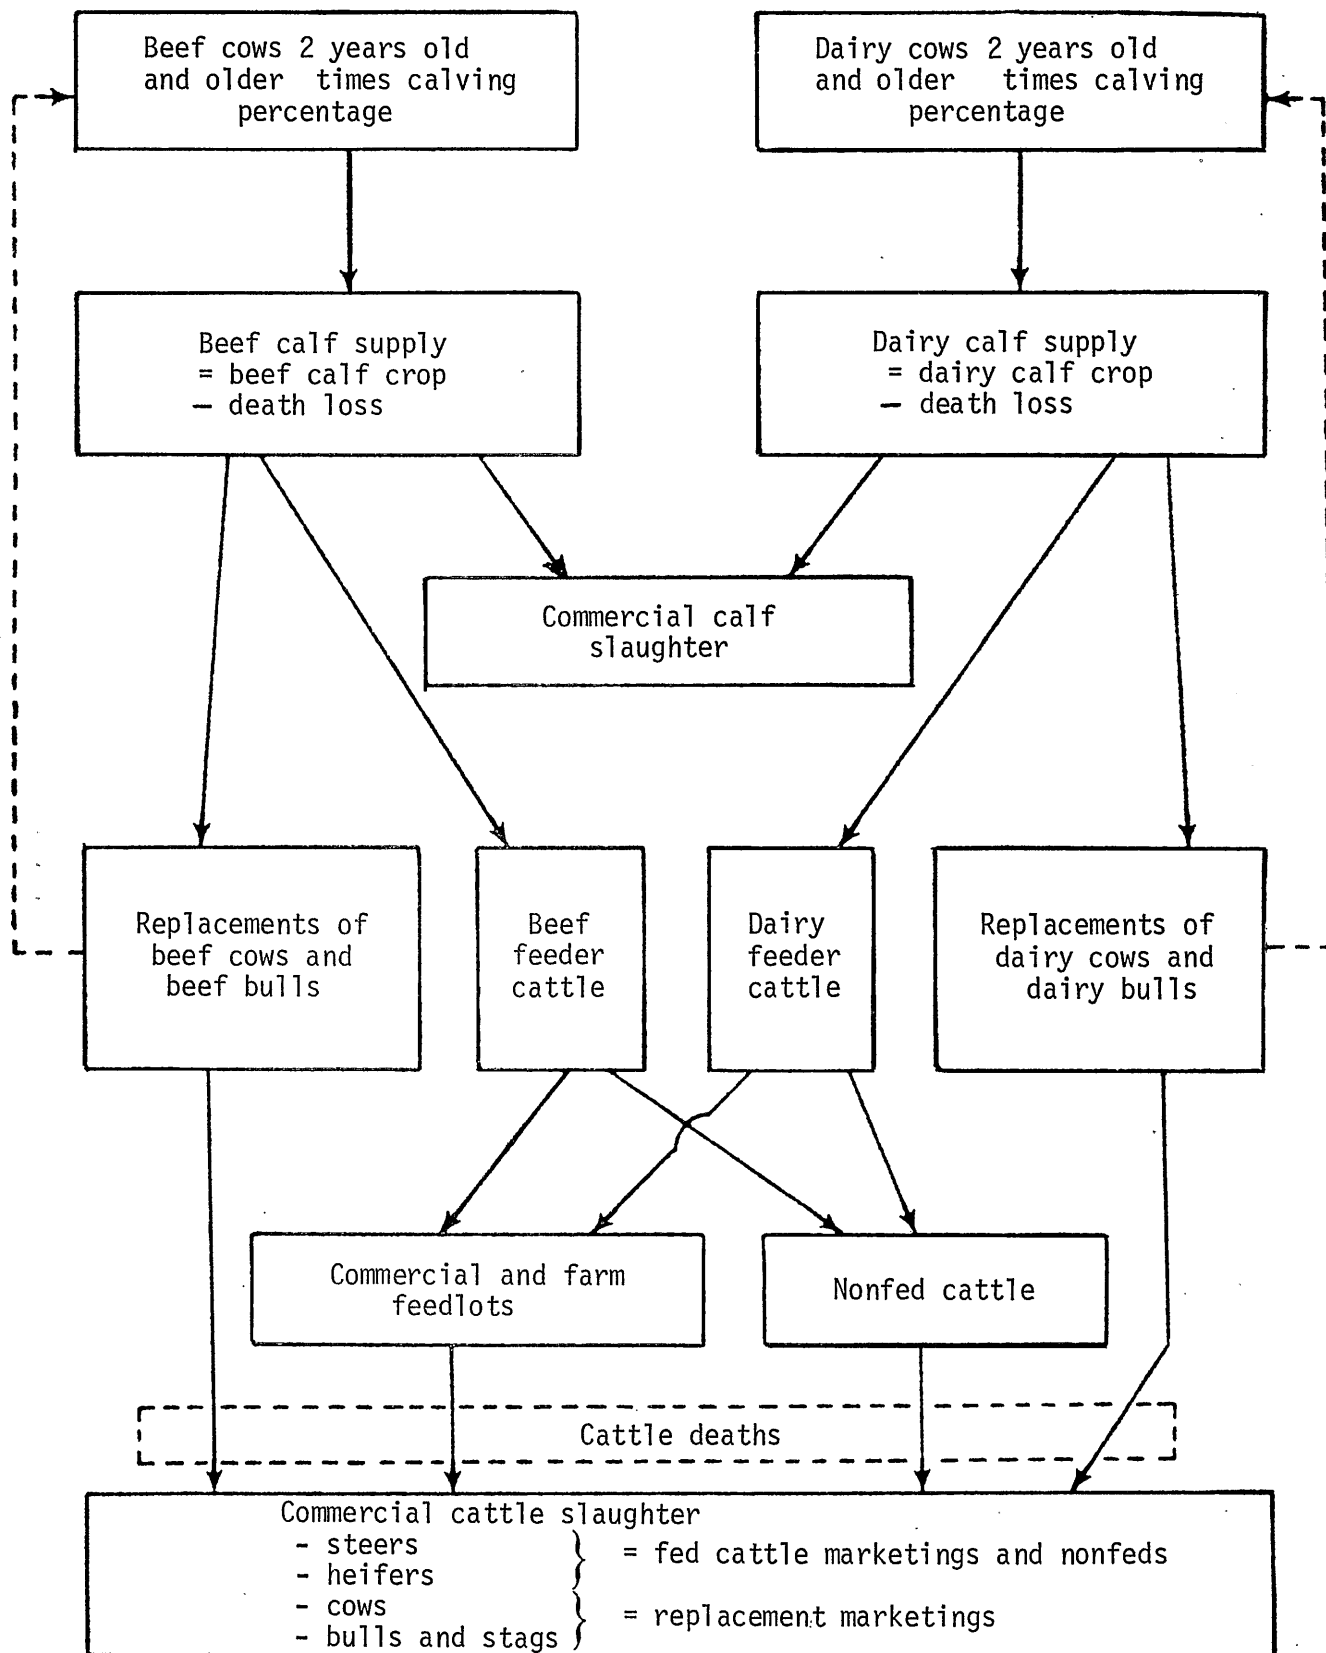 Beef cows 2 years old
and older times calving
percentage
Dairy cows 2 years old
and older times calving
percentage
Beef calf supply
= beef calf crop
— death loss
Dairy calf supply
= dairy calf crop
— death loss
Commercial calf
slaughter
Replacements of
beef cows and
beef bulls
Beef
feeder
cattle
Dairy
feeder
cattle
Replacements of
dairy cows and
dairy bulls
Commercial and farm
feedlots
Nonfed cattle
Cattle deaths
Commercial cattle slaughter
- steers
- heifers
} = fed cattle marketings and nonfeds
- cows
- bulls and stags
} = replacement marketings